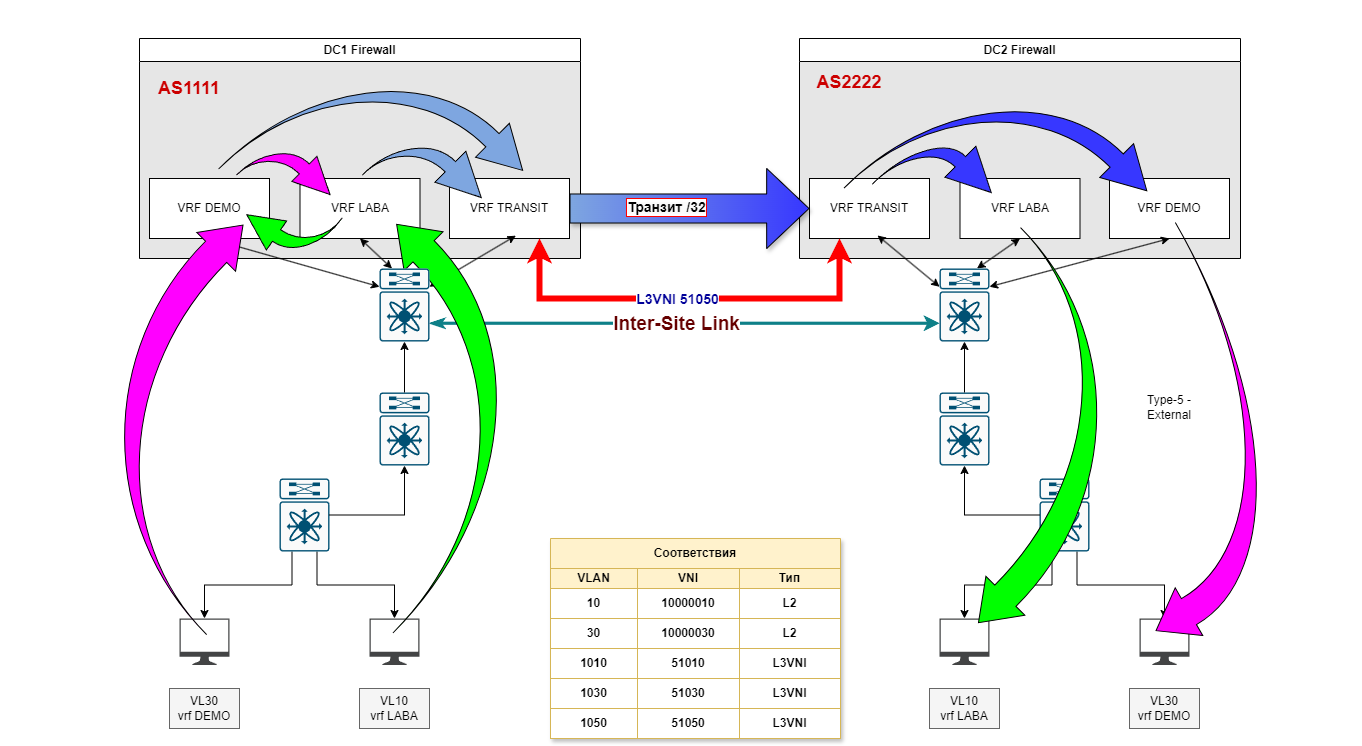 DC1 Firewall
DC2 Firewall
AS1111
AS2222
VRF DEMO
VRF LABA
VRF TRANSIT
Транзит /32
VRF TRANSIT
VRF LABA
VRF DEMO
L3VNI 51050
Inter-Site Link
Type-5 -
External
Соответствия
VLAN VNI Тип
10 10000010 L2
30 10000030 L2
1010 51010 L3VNI
1030 51030 L3VNI
1050 51050 L3VNI
VL30
vrf DEMO
VL10
vrf LABA
VL10
vrf LABA
VL30
vrf DEMO